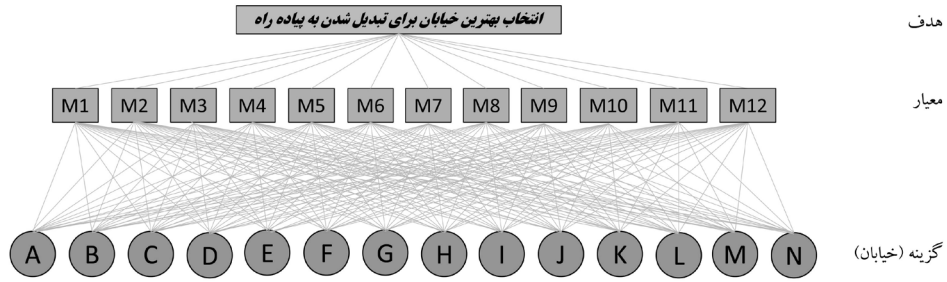 انتخاب بهترین خیابان برای تبدیل شدن به پیاده راه
هدف
M1 M2 M3 M4 M5 M6 M7 M8 M9 M10 M11 M12
معیار
A B C D E F G H I J K L M N
گزینه (خیابان)